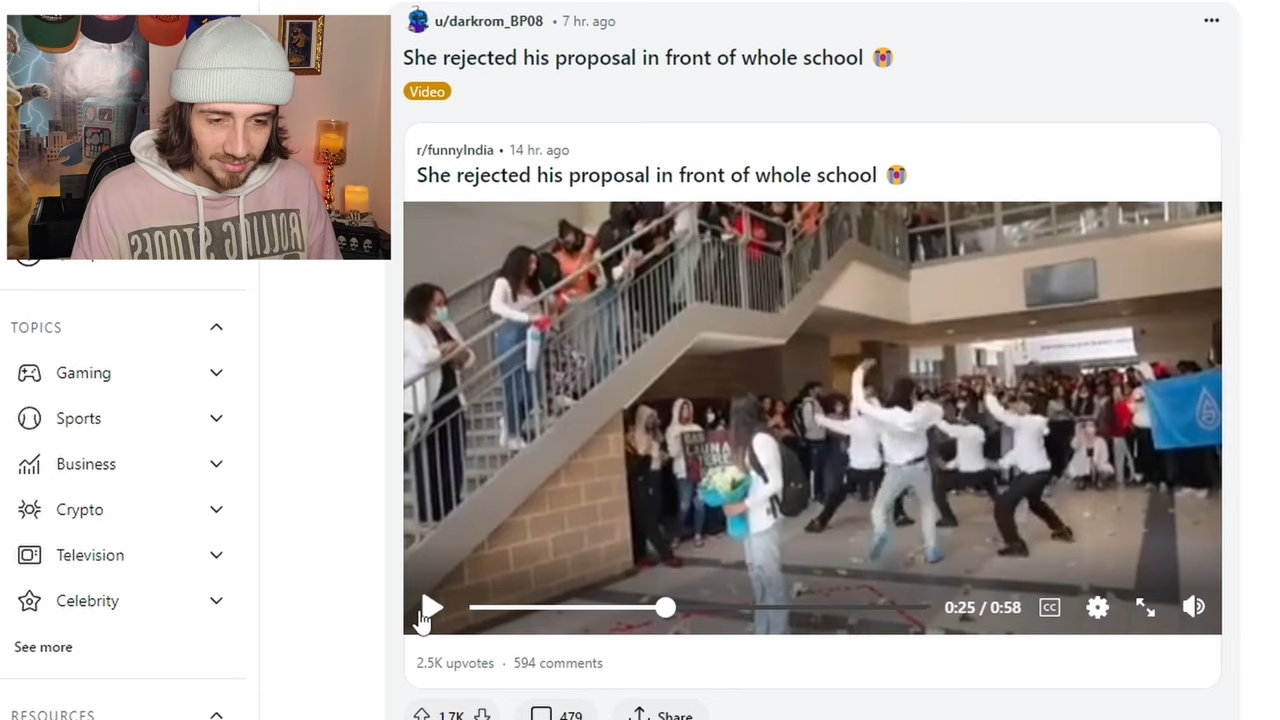 u/darkrom_BP08 • 7 hr. ago
She rejected his proposal in front of whole school 😭
Video
r/funnyIndia • 14 hr. ago
She rejected his proposal in front of whole school 😭
ROLLING STONES
TOPICS
Gaming
Sports
Business
Crypto
Television
Celebrity
See more
RESOURCES
0:25 / 0:58
CC
2.5K upvotes · 594 comments
1.7K
479
Share